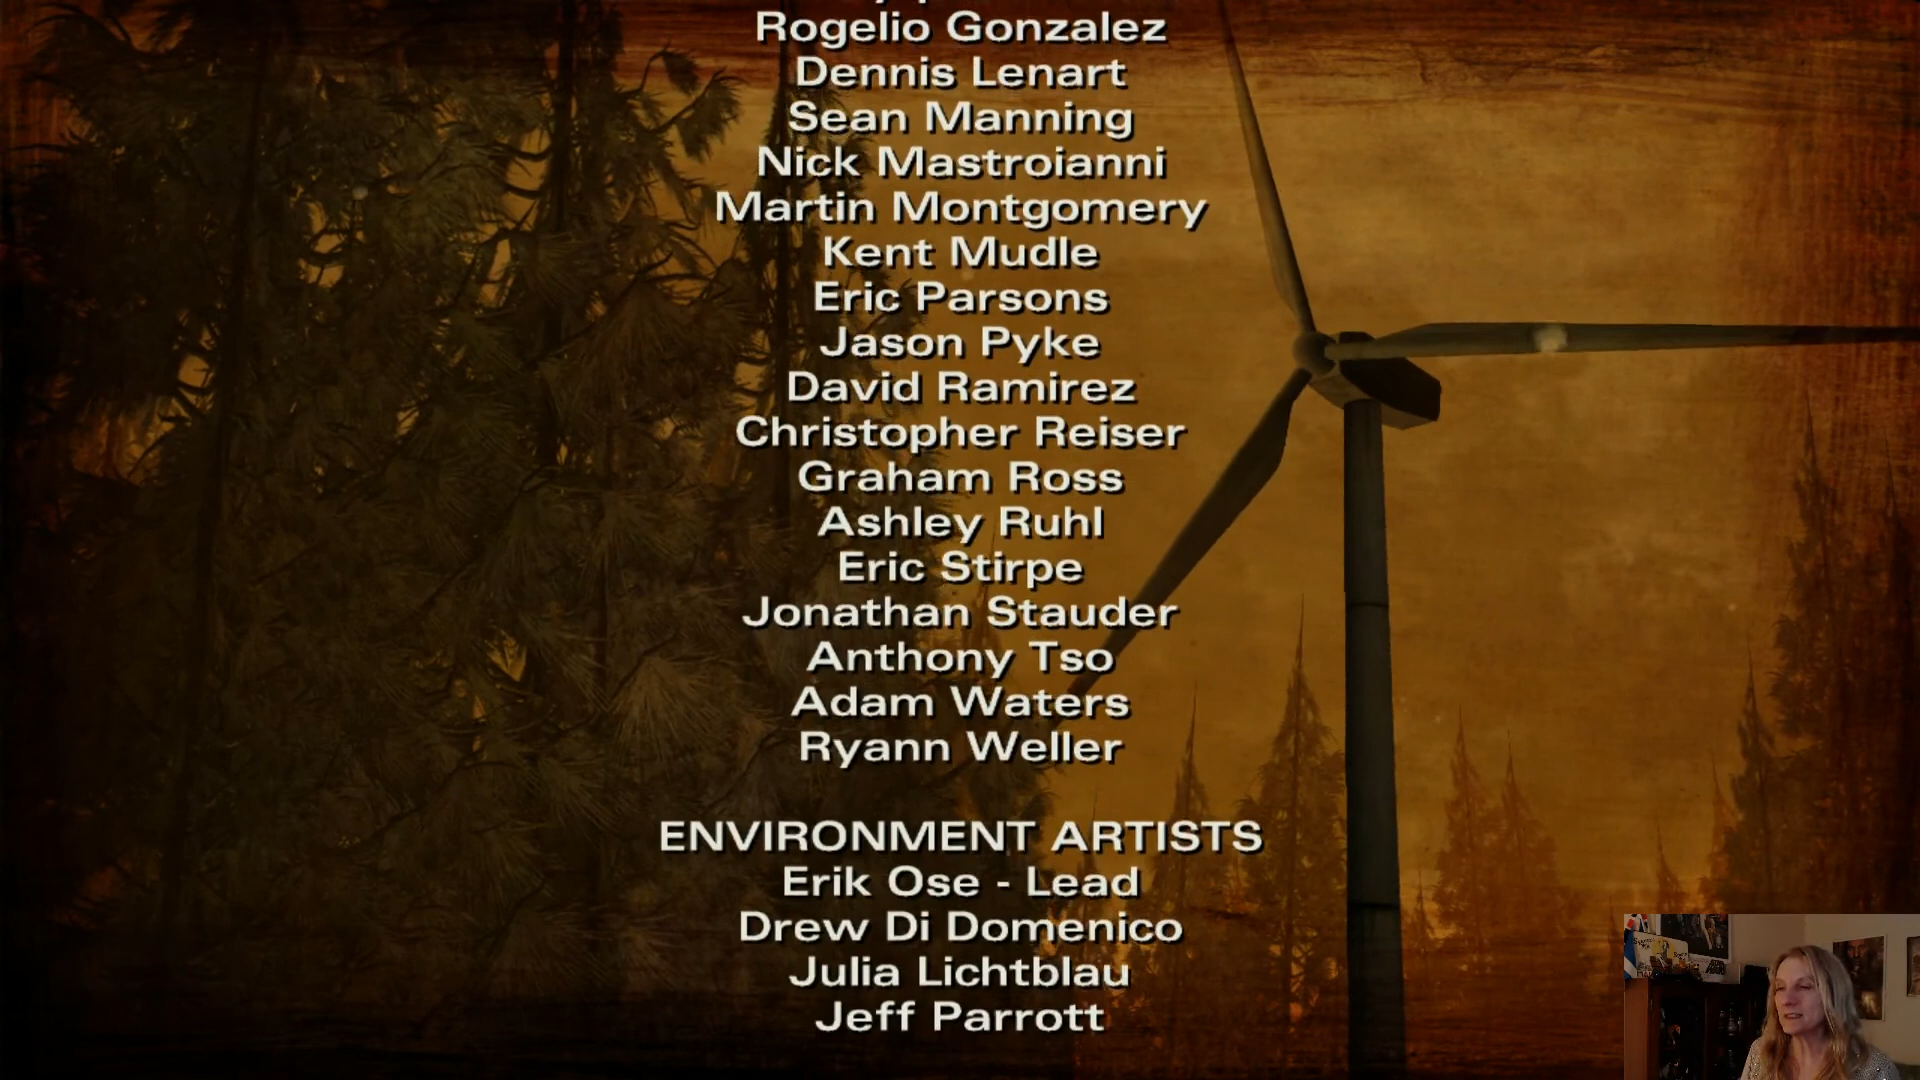 Rogelio Gonzalez
Dennis Lenart
Sean Manning
Nick Mastroianni
Martin Montgomery
Kent Mudle
Eric Parsons
Jason Pyke
David Ramirez
Christopher Reiser
Graham Ross
Ashley Ruhl
Eric Stirpe
Jonathan Stauder
Anthony Tso
Adam Waters
Ryann Weller
ENVIRONMENT ARTISTS
Erik Ose - Lead
Drew Di Domenico
Julia Lichtblau
Jeff Parrott